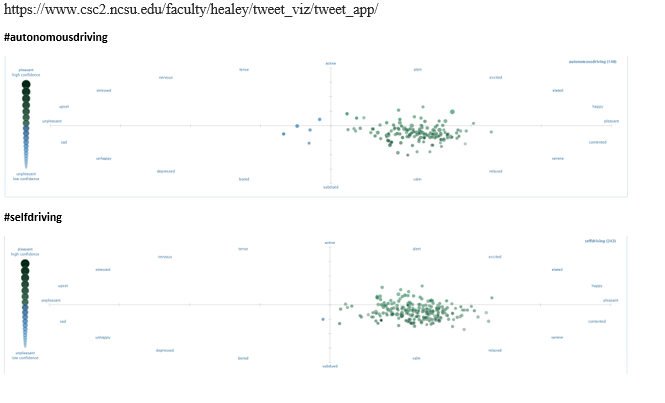 https://www.csc2.ncsu.edu/faculty/healey/tweet_viz/tweet_app/
#autonomousdriving
active
autonomousdriving
pleasant
high confidence
tense
alert
nervous
excited
stressed
elated
upset
happy
unpleasant
pleasant
sad
contented
unhappy
serene
depressed
relaxed
unpleasant
low confidence
bored
calm
subdued
#selfdriving
active
selfdriving
pleasant
high confidence
tense
alert
nervous
excited
stressed
elated
upset
happy
unpleasant
pleasant
sad
contented
unhappy
serene
depressed
relaxed
unpleasant
low confidence
bored
calm
subdued